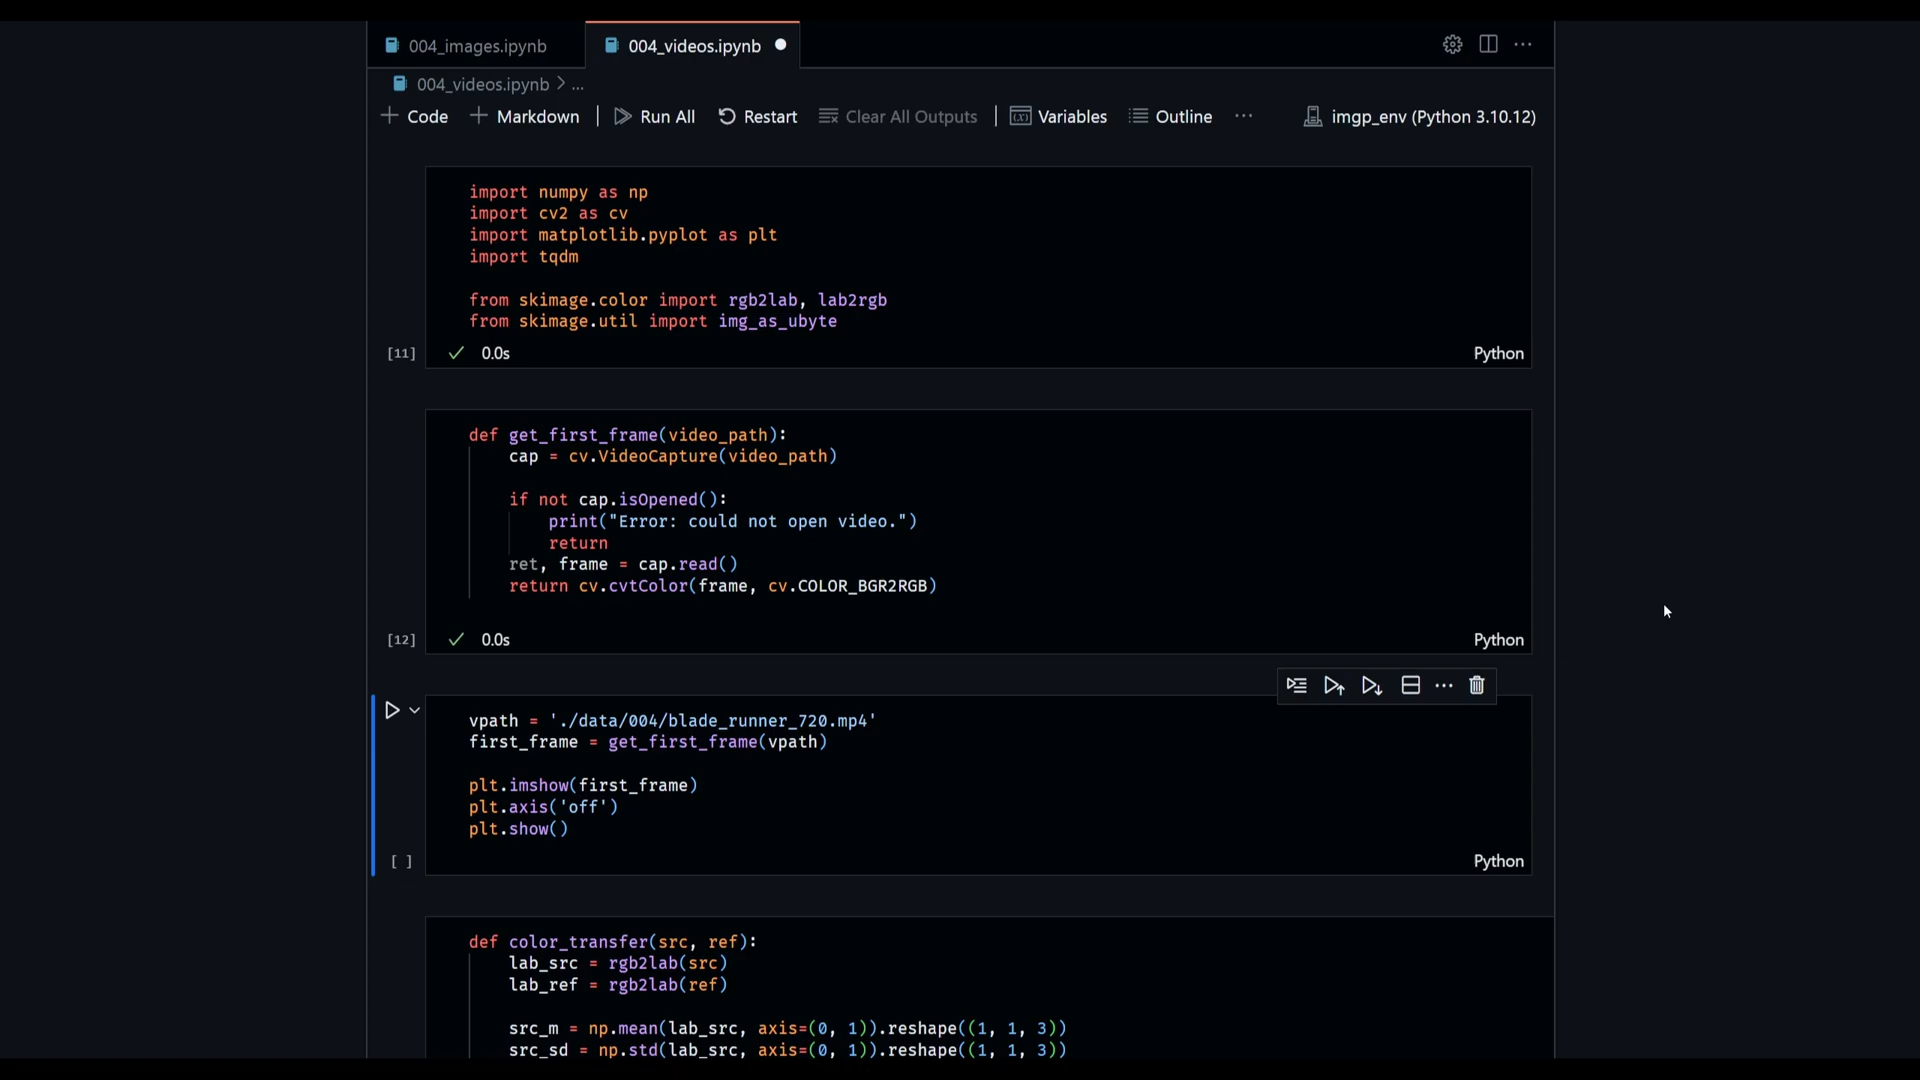 004_images.ipynb
004_videos.ipynb
004_videos.ipynb > ...
Code Markdown Run All Restart Clear All Outputs Variables Outline ... imgp_env (Python 3.10.12)
import numpy as np
import cv2 as cv
import matplotlib.pyplot as plt
import tqdm
from skimage.color import rgb2lab, lab2rgb
from skimage.util import img_as_ubyte
[11] ✓ 0.0s Python
def get_first_frame(video_path):
    cap = cv.VideoCapture(video_path)
    if not cap.isOpened():
        print("Error: could not open video.")
        return
    ret, frame = cap.read()
    return cv.cvtColor(frame, cv.COLOR_BGR2RGB)
[12] ✓ 0.0s Python
vpath = './data/004/blade_runner_720.mp4'
first_frame = get_first_frame(vpath)
plt.imshow(first_frame)
plt.axis('off')
plt.show()
[ ] Python
def color_transfer(src, ref):
    lab_src = rgb2lab(src)
    lab_ref = rgb2lab(ref)
    src_m = np.mean(lab_src, axis=(0, 1)).reshape((1, 1, 3))
    src_sd = np.std(lab_src, axis=(0, 1)).reshape((1, 1, 3))